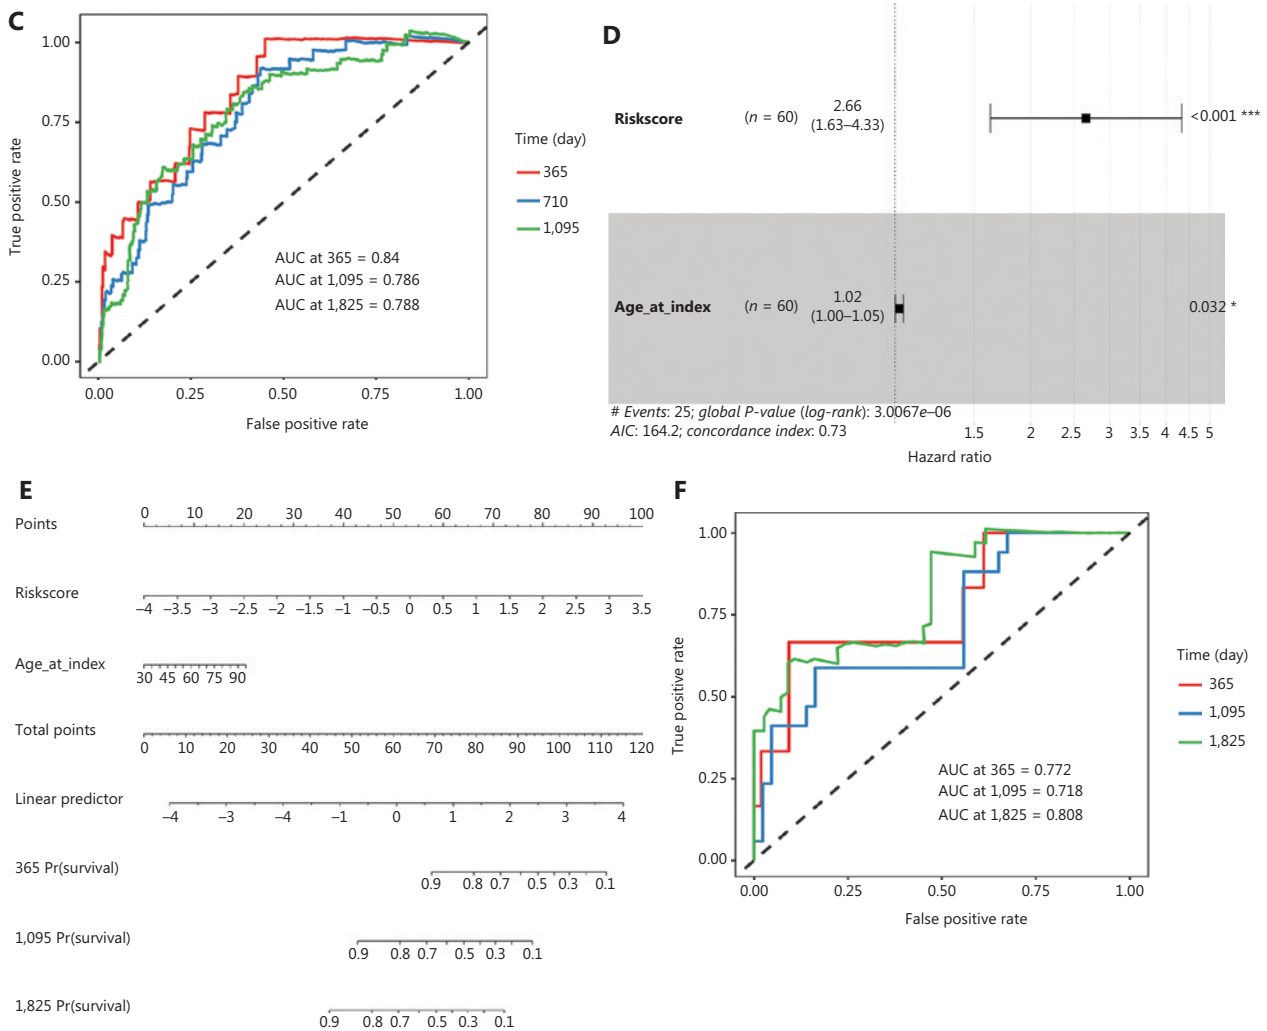 C
1.00
0.75
0.50
0.25
0.00
True positive rate
0.00 0.25 0.50 0.75 1.00
False positive rate
AUC at 365 = 0.84
AUC at 1,095 = 0.786
AUC at 1,825 = 0.788
Time (day)
365
710
1,095
D
Riskscore (n = 60) 2.66 (1.63–4.33) <0.001 ***
Age_at_index (n = 60) 1.02 (1.00–1.05) 0.032 *
# Events: 25; global P-value (log-rank): 3.0067e–06
AIC: 164.2; concordance index: 0.73
1.5 2 2.5 3 3.5 4 4.5 5
Hazard ratio
E
Points 0 10 20 30 40 50 60 70 80 90 100
Riskscore –4 –3.5 –3 –2.5 –2 –1.5 –1 –0.5 0 0.5 1 1.5 2 2.5 3 3.5
Age_at_index 30 45 60 75 90
Total points 0 10 20 30 40 50 60 70 80 90 100 110 120
Linear predictor –4 –3 –4 –1 0 1 2 3 4
365 Pr(survival) 0.9 0.8 0.7 0.5 0.3 0.1
1,095 Pr(survival) 0.9 0.8 0.7 0.5 0.3 0.1
1,825 Pr(survival) 0.9 0.8 0.7 0.5 0.3 0.1
F
1.00
0.75
0.50
0.25
0.00
True positive rate
0.00 0.25 0.50 0.75 1.00
False positive rate
AUC at 365 = 0.772
AUC at 1,095 = 0.718
AUC at 1,825 = 0.808
Time (day)
365
1,095
1,825